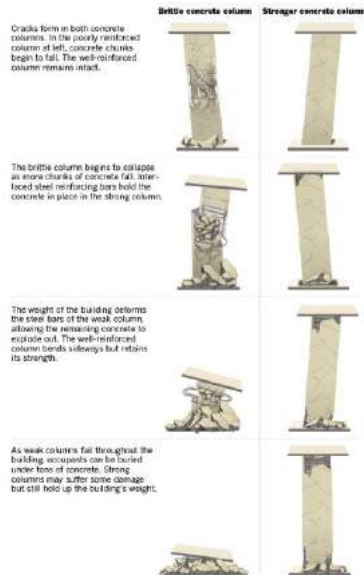 Brittle concrete column
Stronger concrete column
Cracks form in both concrete
columns. In the poorly reinforced
column at left, concrete chunks
begin to fall. The well-reinforced
column remains intact.
The brittle column begins to collapse
as more chunks of concrete fall. Inter-
laced steel reinforcing bars hold the
concrete in place in the strong column.
The weight of the building deforms
the steel bars of the weak column,
allowing the remaining concrete to
explode out. The well-reinforced
column bends sideways but retains
its strength.
As weak columns fail throughout the
building, occupants can be buried
under tons of concrete. Strong
columns may suffer some damage
but still hold up the building's weight.